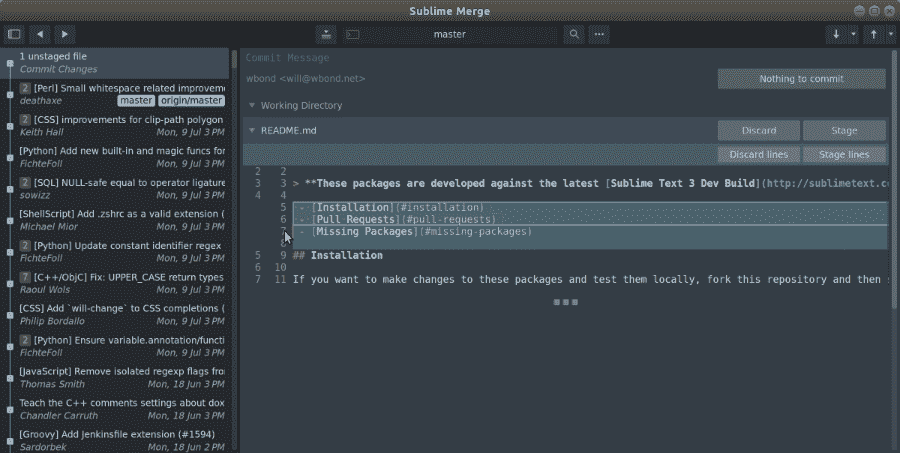 Sublime Merge
master
1 unstaged file
Commit Changes
2 [Perl] Small whitespace related improveme
deathaxe master origin/master
2 [CSS] improvements for clip-path polygon
Keith Hall Mon, 9 Jul 3 PM
[Python] Add new built-in and magic funcs for
FichteFoll Mon, 9 Jul 3 PM
2 [SQL] NULL-safe equal to operator ligature
sowizz Mon, 9 Jul 3 PM
[ShellScript] Add .zshrc as a valid extension (
Michael Mior Mon, 9 Jul 3 PM
2 [Python] Update constant identifier regex
FichteFoll Mon, 9 Jul 3 PM
7 [C++/ObjC] Fix: UPPER_CASE return types
Raoul Wols Mon, 9 Jul 3 PM
[CSS] Add `will-change` to CSS completions (
Philip Bordallo Mon, 9 Jul 3 PM
2 [Python] Ensure variable.annotation/functi
FichteFoll Mon, 9 Jul 3 PM
[JavaScript] Remove isolated regexp flags fro
Thomas Smith Mon, 18 Jun 3 PM
Teach the C++ comments settings about dox
Chandler Carruth Mon, 18 Jun 3 PM
[Groovy] Add Jenkinsfile extension (#1594)
Sardorbek Mon, 18 Jun 2 PM
Commit Message
wbond <will@wbond.net>
Nothing to commit
Working Directory
README.md Discard Stage
Discard lines Stage lines
2 2
3 3 > **These packages are developed against the latest [Sublime Text 3 Dev Build](http://sublimetext.c
4 4
5 - [Installation](#installation)
6 - [Pull Requests](#pull-requests)
7 - [Missing Packages](#missing-packages)
8
5 9 ## Installation
6 10
7 11 If you want to make changes to these packages and test them locally, fork this repository and then